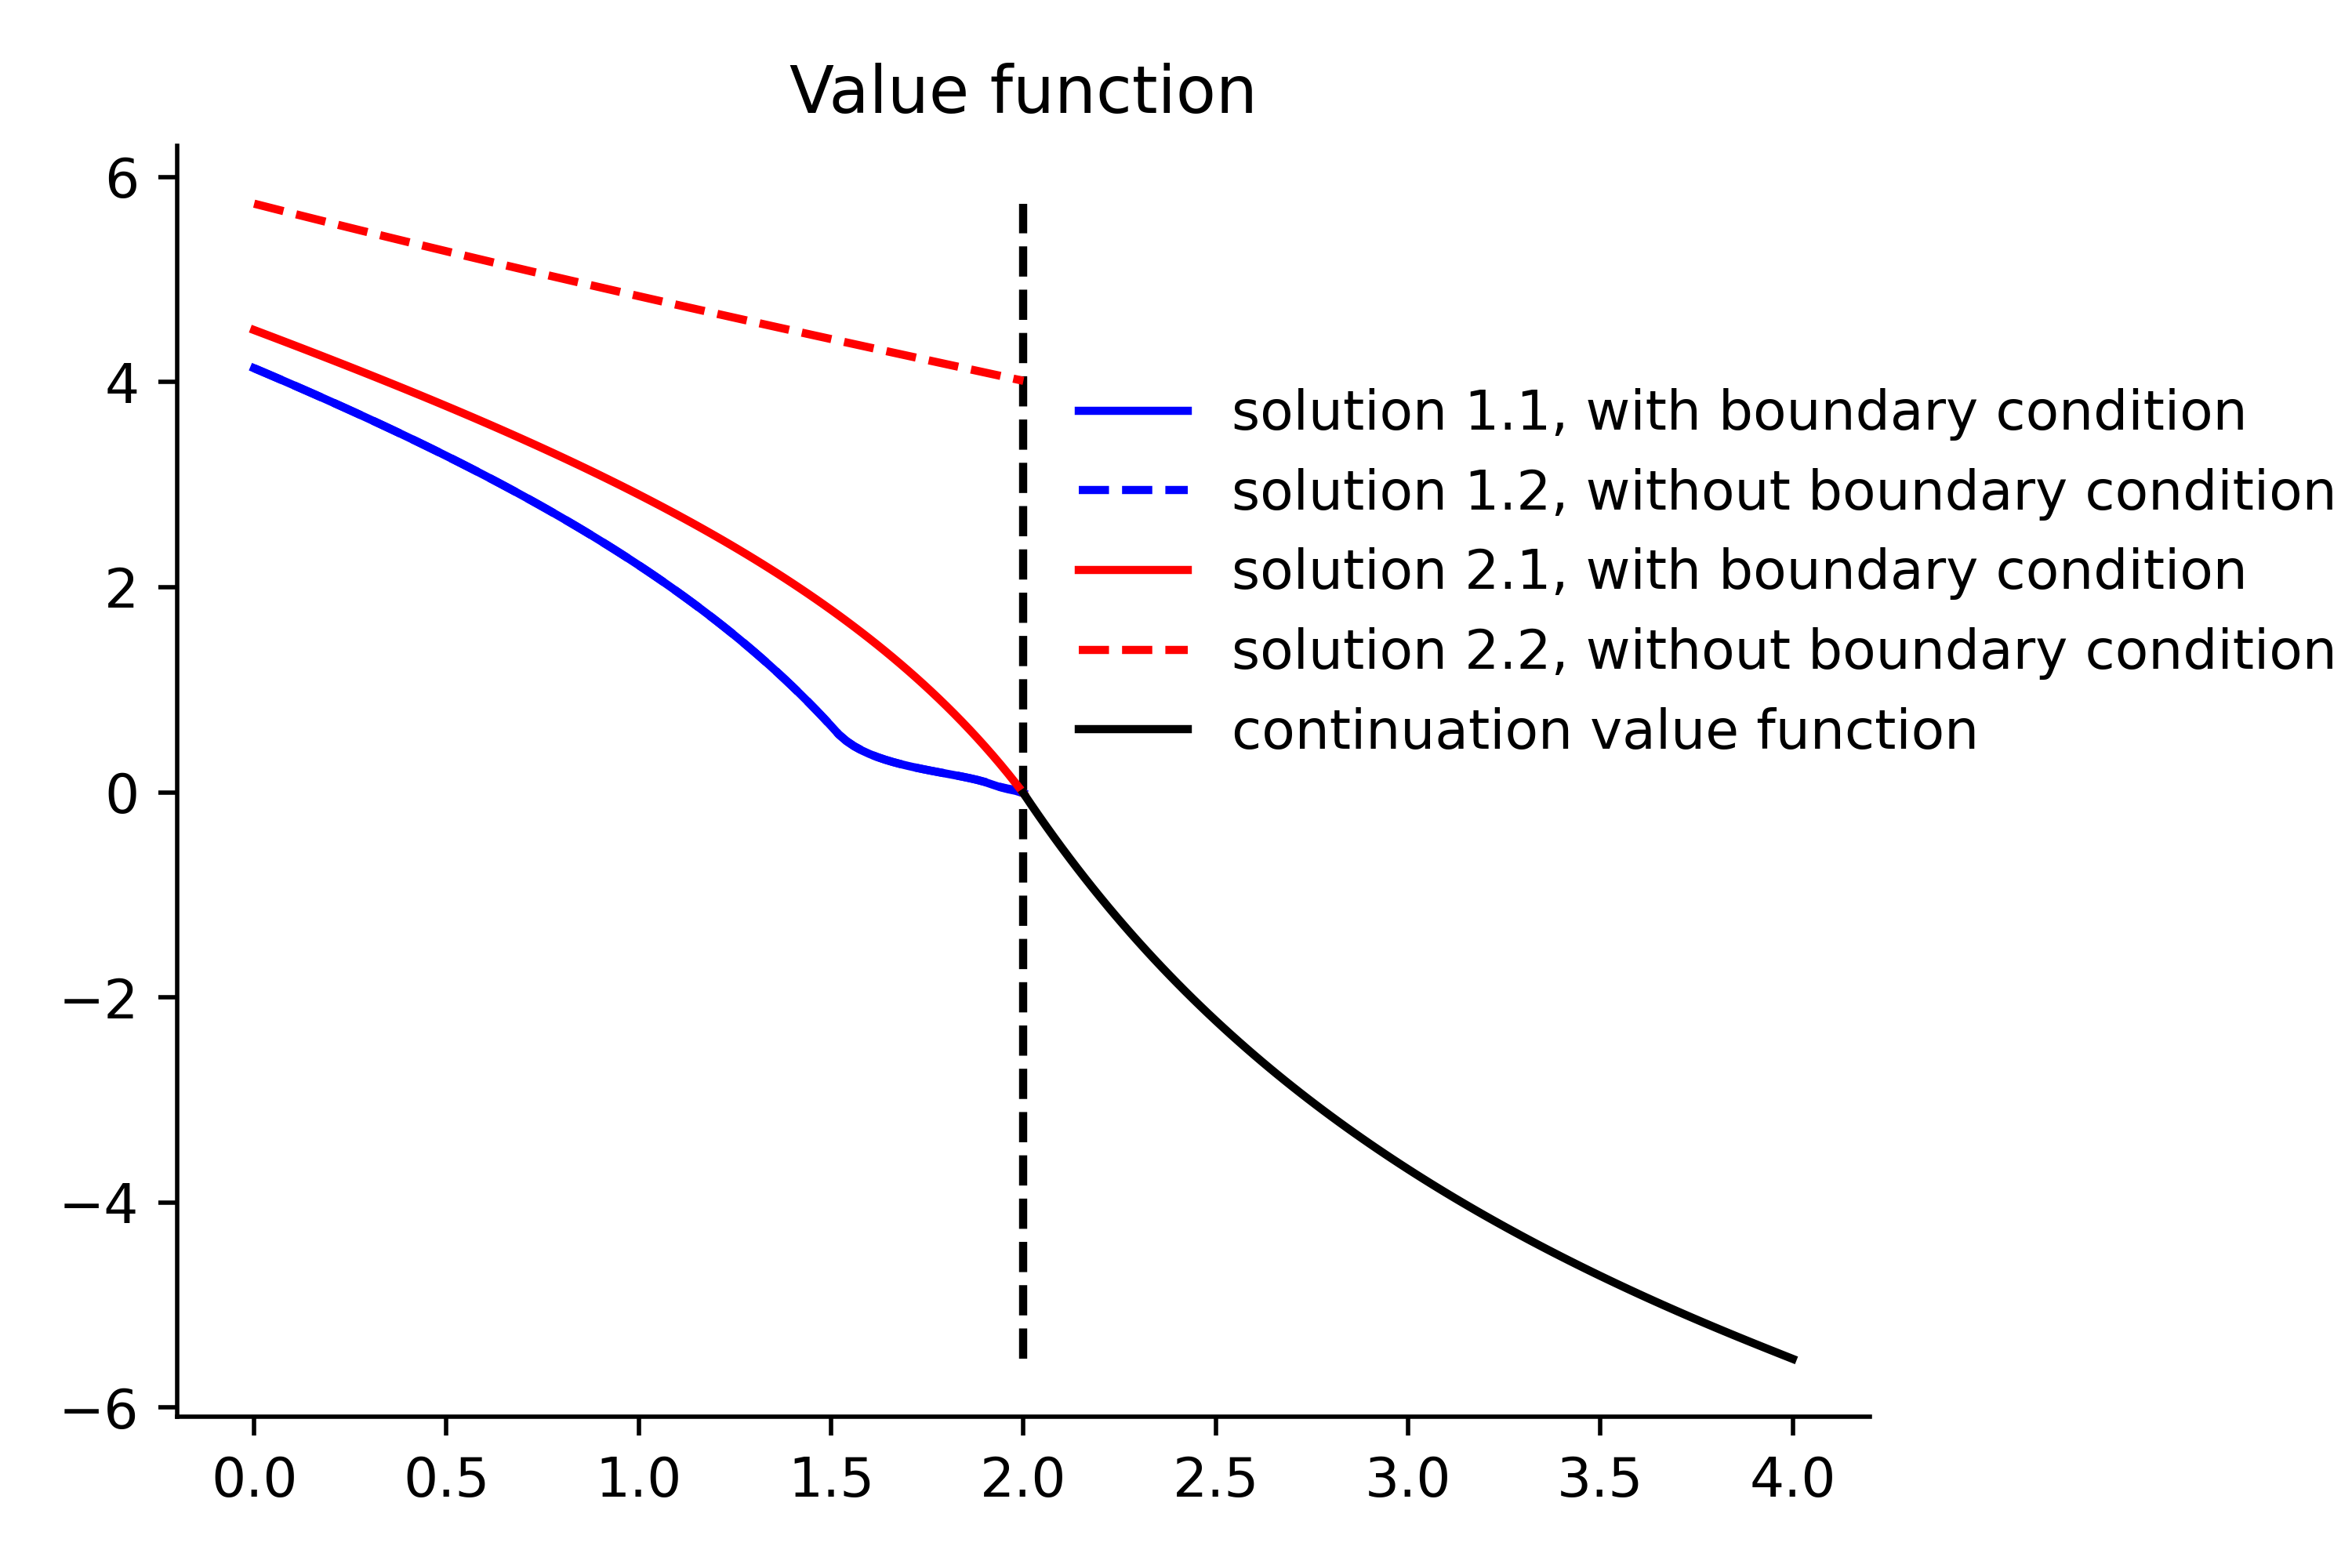 Value function
6
4
2
0
−2
−4
−6
solution 1.1, with boundary condition
solution 1.2, without boundary condition
solution 2.1, with boundary condition
solution 2.2, without boundary condition
continuation value function
0.0 0.5 1.0 1.5 2.0 2.5 3.0 3.5 4.0